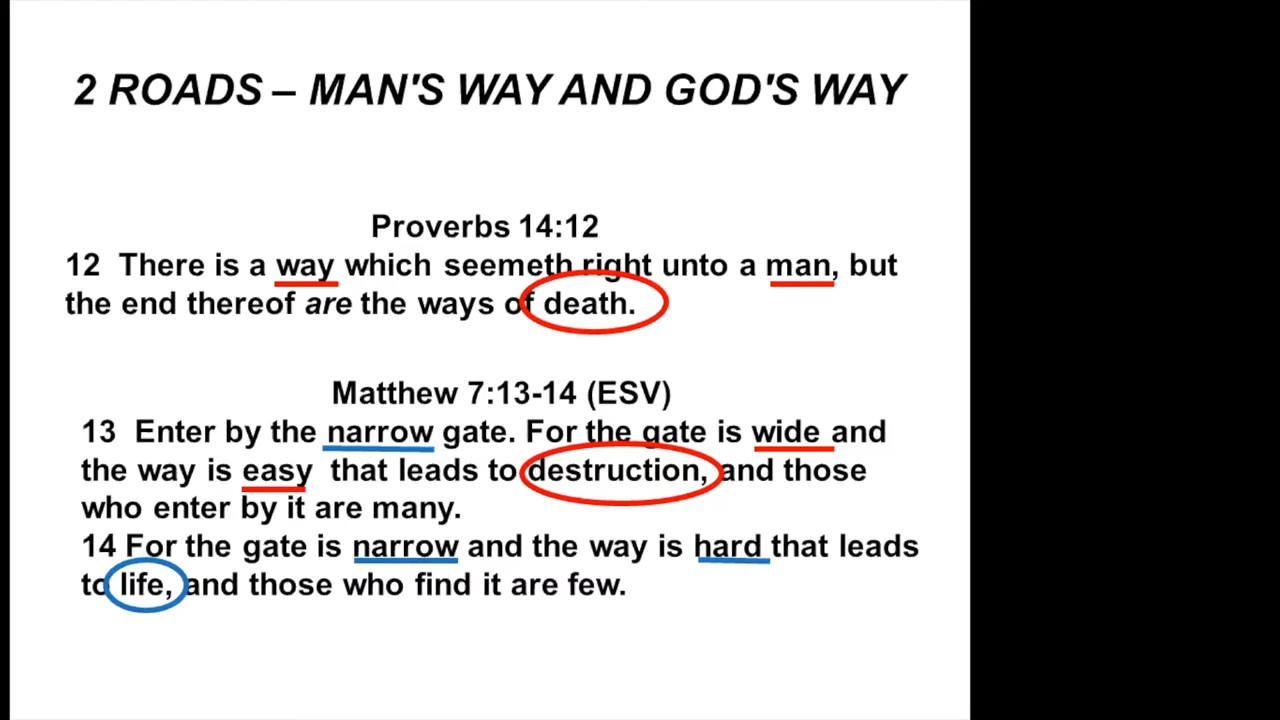 2 ROADS – MAN'S WAY AND GOD'S WAY
Proverbs 14:12
12 There is a way which seemeth right unto a man, but
the end thereof are the ways of death.
Matthew 7:13-14 (ESV)
13 Enter by the narrow gate. For the gate is wide and
the way is easy that leads to destruction, and those
who enter by it are many.
14 For the gate is narrow and the way is hard that leads
to life, and those who find it are few.